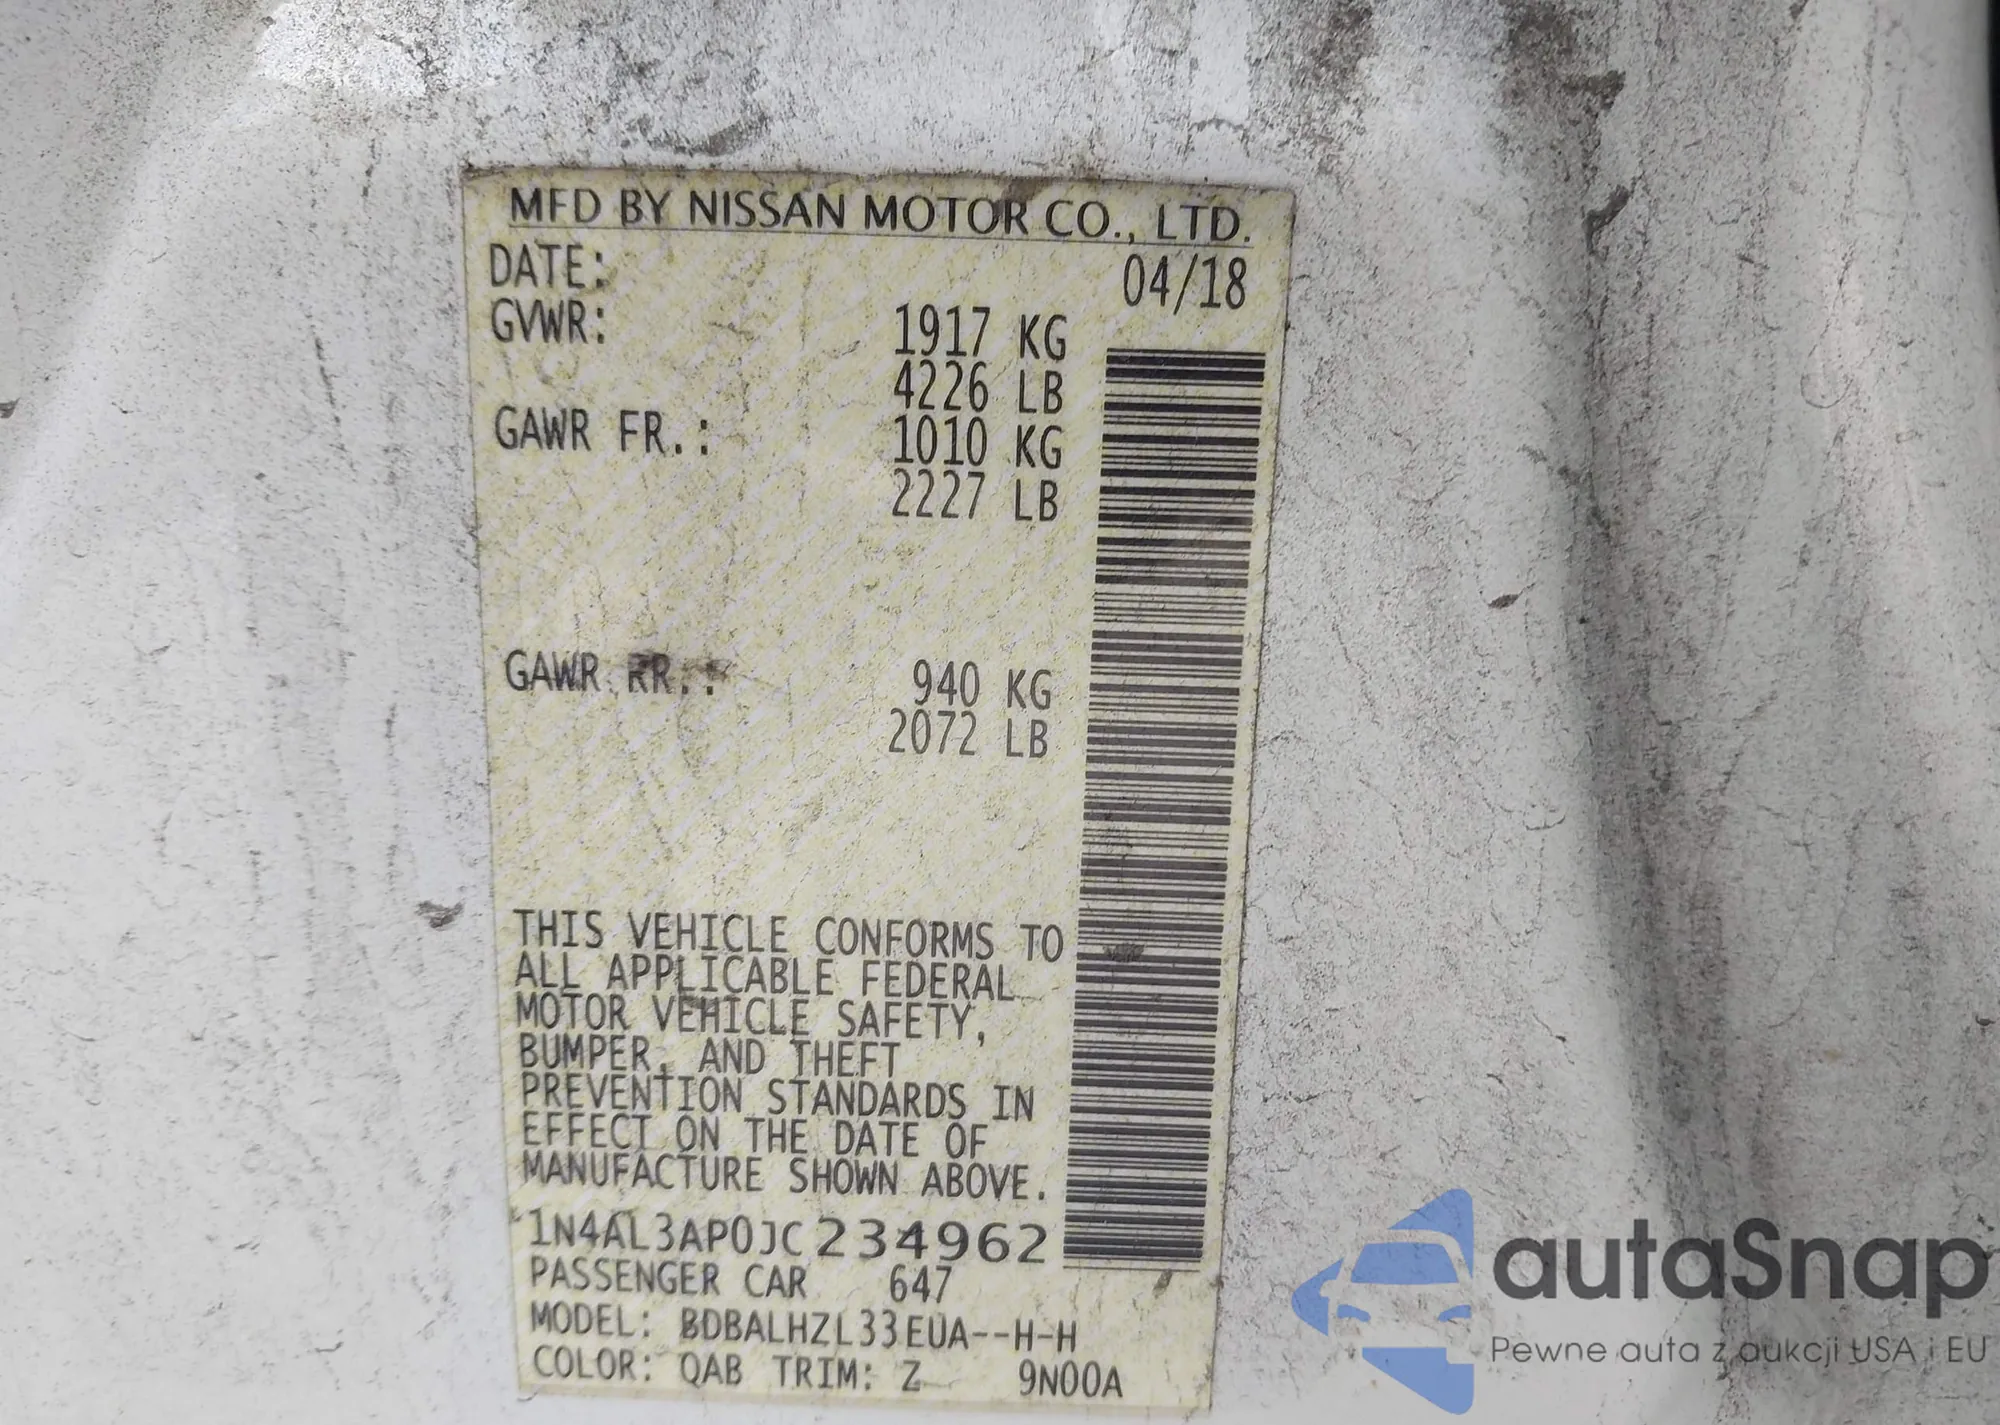 MFD BY NISSAN MOTOR CO., LTD.
DATE: 04/18
GVWR: 1917 KG
4226 LB
GAWR FR.: 1010 KG
2227 LB
GAWR RR.: 940 KG
2072 LB
THIS VEHICLE CONFORMS TO
ALL APPLICABLE FEDERAL
MOTOR VEHICLE SAFETY,
BUMPER, AND THEFT
PREVENTION STANDARDS IN
EFFECT ON THE DATE OF
MANUFACTURE SHOWN ABOVE.
1N4AL3AP0JC234962
PASSENGER CAR 647
MODEL: BDBALHZL33EUA--H-H
COLOR: QAB TRIM: Z 9N00A
autaSnap
Pewne auta z aukcji USA i EU